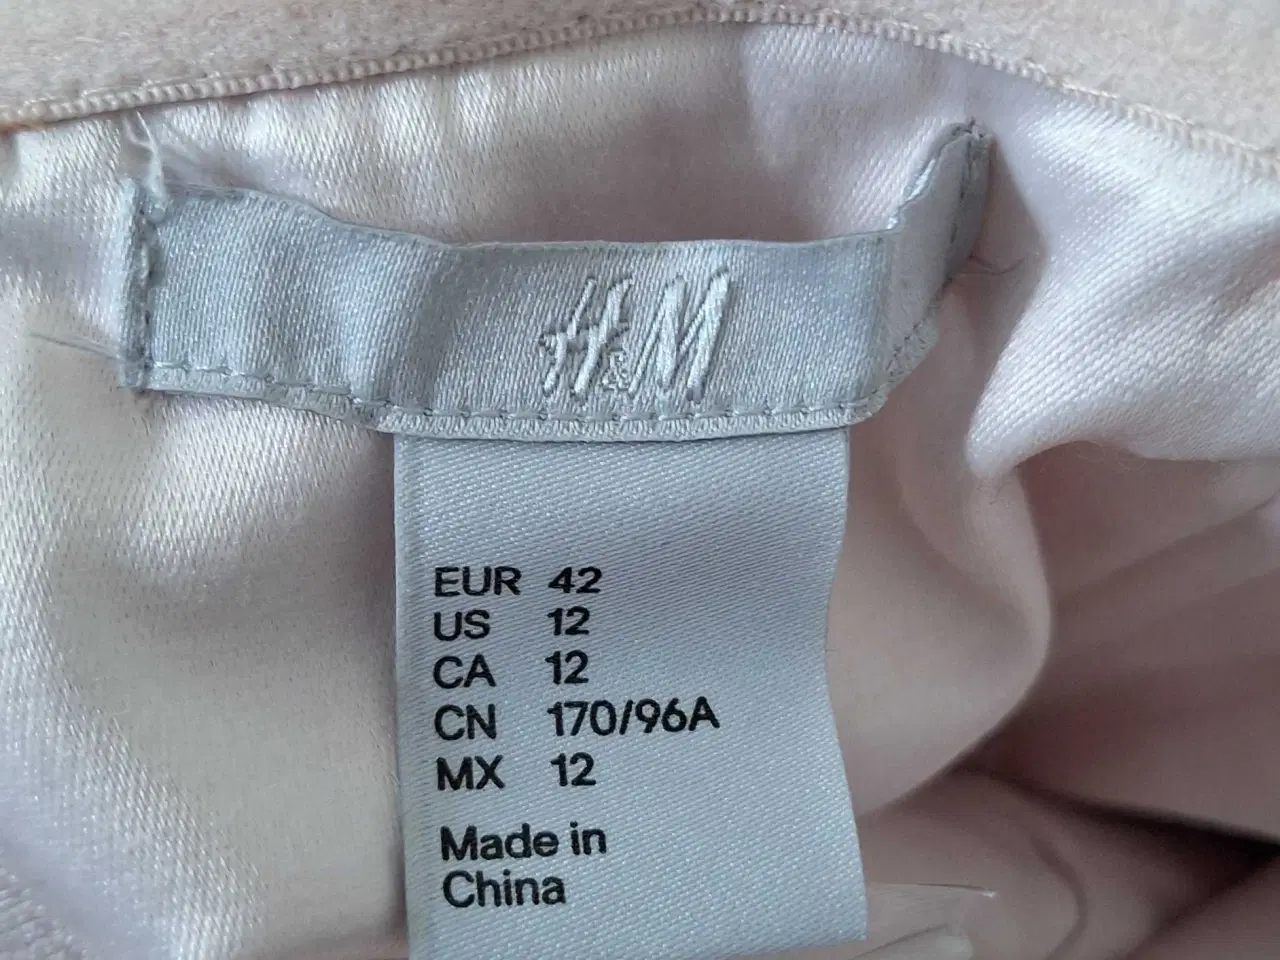 H&M
EUR 42
US 12
CA 12
CN 170/96A
MX 12
Made in
China